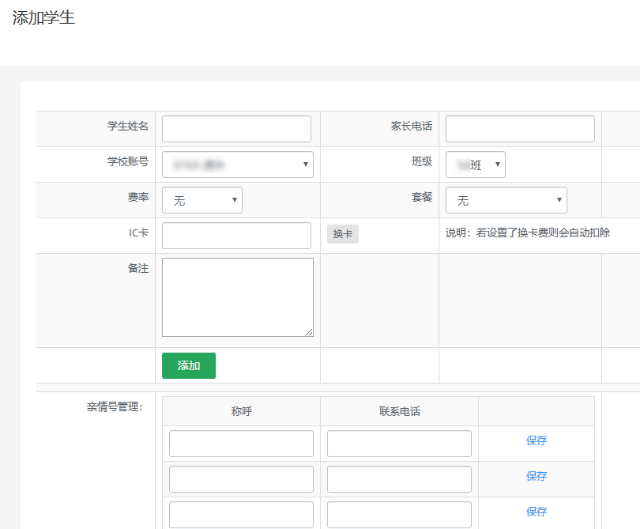 添加学生
学生姓名 家长电话
学校账号 班级 班
费率 无 套餐 无
IC卡 换卡 说明：若设置了换卡费则会自动扣除
备注
添加
亲情号管理： 称呼 联系电话
保存
保存
保存